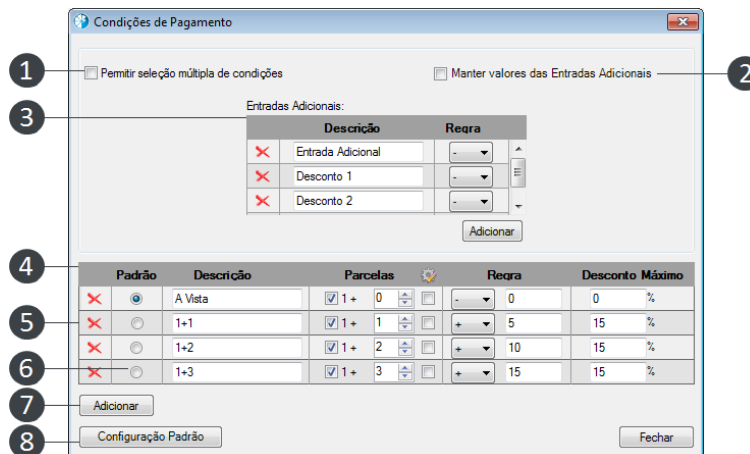 Condições de Pagamento
1 Permitir seleção múltipla de condições Manter valores das Entradas Adicionais 2
3 Entradas Adicionais:
Descrição Regra
Entrada Adicional -
Desconto 1 -
Desconto 2 -
Adicionar
4 Padrão Descrição Parcelas Regra Desconto Máximo
A Vista 1 + 0 - 0 0 %
5 1+1 1 + 1 + 5 15 %
1+2 1 + 2 + 10 15 %
6 1+3 1 + 3 + 15 15 %
7 Adicionar
8 Configuração Padrão Fechar